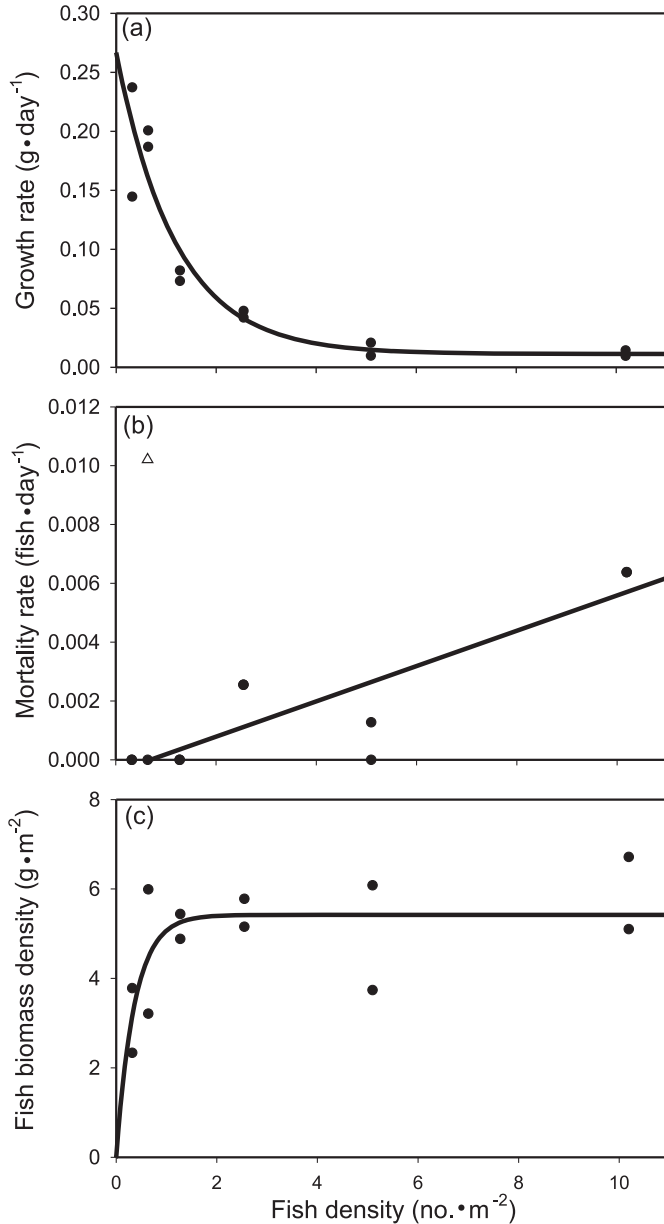 (a)
Growth rate (g•day⁻¹)
0.30
0.25
0.20
0.15
0.10
0.05
0.00
(b)
Mortality rate (fish•day⁻¹)
0.012
0.010
0.008
0.006
0.004
0.002
0.000
(c)
Fish biomass density (g•m⁻²)
8
6
4
2
0
0 2 4 6 8 10
Fish density (no.•m⁻²)